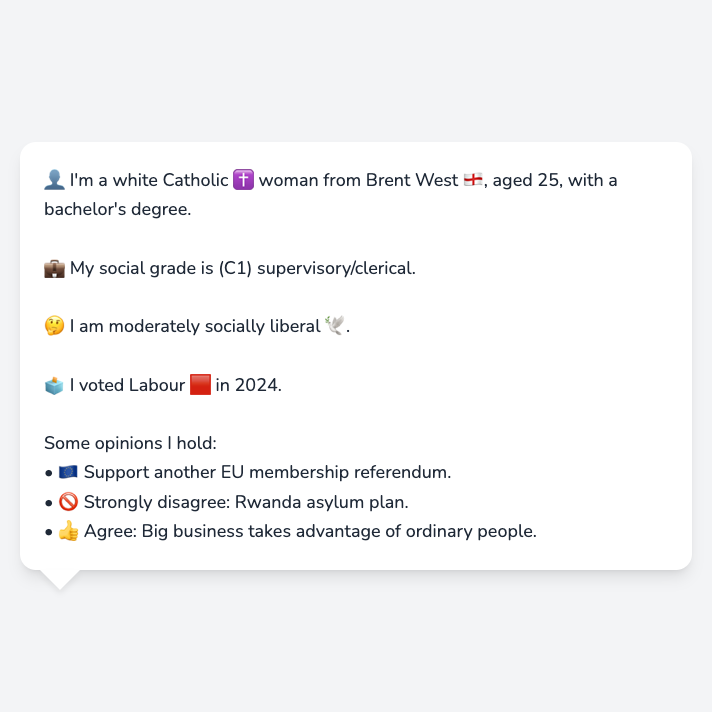 👤 I'm a white Catholic ✝️ woman from Brent West 🏴󠁧󠁢󠁥󠁮󠁧󠁿, aged 25, with a
bachelor's degree.
💼 My social grade is (C1) supervisory/clerical.
🤔 I am moderately socially liberal 🕊️.
🗳️ I voted Labour 🟥 in 2024.
Some opinions I hold:
• 🇪🇺 Support another EU membership referendum.
• 🚫 Strongly disagree: Rwanda asylum plan.
• 👍 Agree: Big business takes advantage of ordinary people.